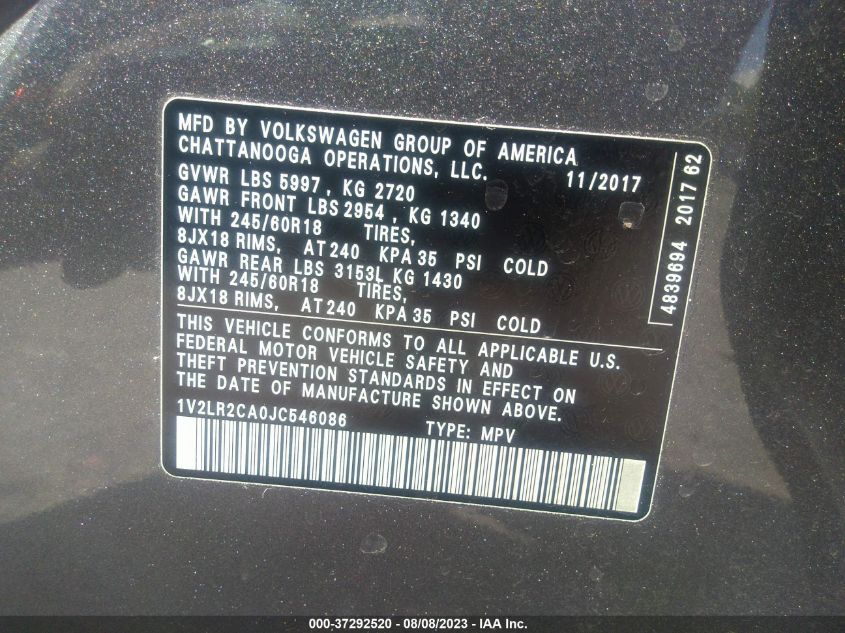 MFD BY VOLKSWAGEN GROUP OF AMERICA
CHATTANOOGA OPERATIONS, LLC.
11/2017
GVWR LBS 5997 , KG 2720
GAWR FRONT LBS 2954 , KG 1340
WITH 245/60R18 TIRES,
8JX18 RIMS, AT 240 KPA 35 PSI COLD
GAWR REAR LBS 3153L KG 1430
WITH 245/60R18 TIRES,
8JX18 RIMS, AT 240 KPA 35 PSI COLD
4839694 2017 62
THIS VEHICLE CONFORMS TO ALL APPLICABLE U.S.
FEDERAL MOTOR VEHICLE SAFETY AND
THEFT PREVENTION STANDARDS IN EFFECT ON
THE DATE OF MANUFACTURE SHOWN ABOVE.
1V2LR2CA0JC546086 TYPE: MPV
000-37292520 - 08/08/2023 - IAA Inc.